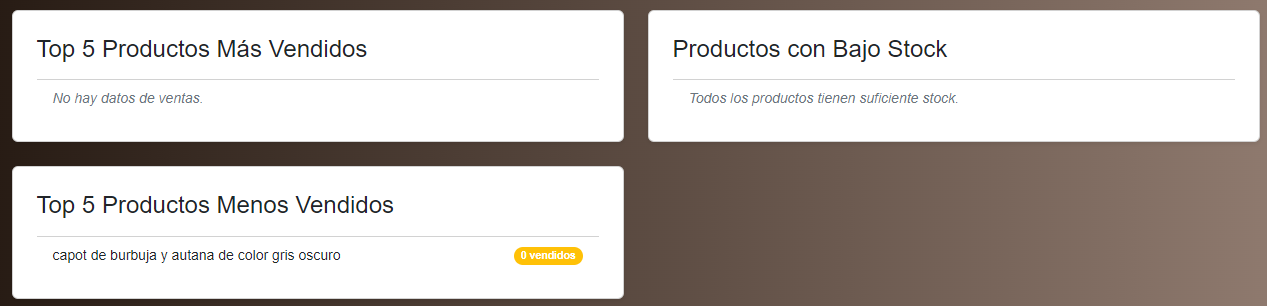 Top 5 Productos Más Vendidos
No hay datos de ventas.
Productos con Bajo Stock
Todos los productos tienen suficiente stock.
Top 5 Productos Menos Vendidos
capot de burbuja y autana de color gris oscuro
0 vendidos